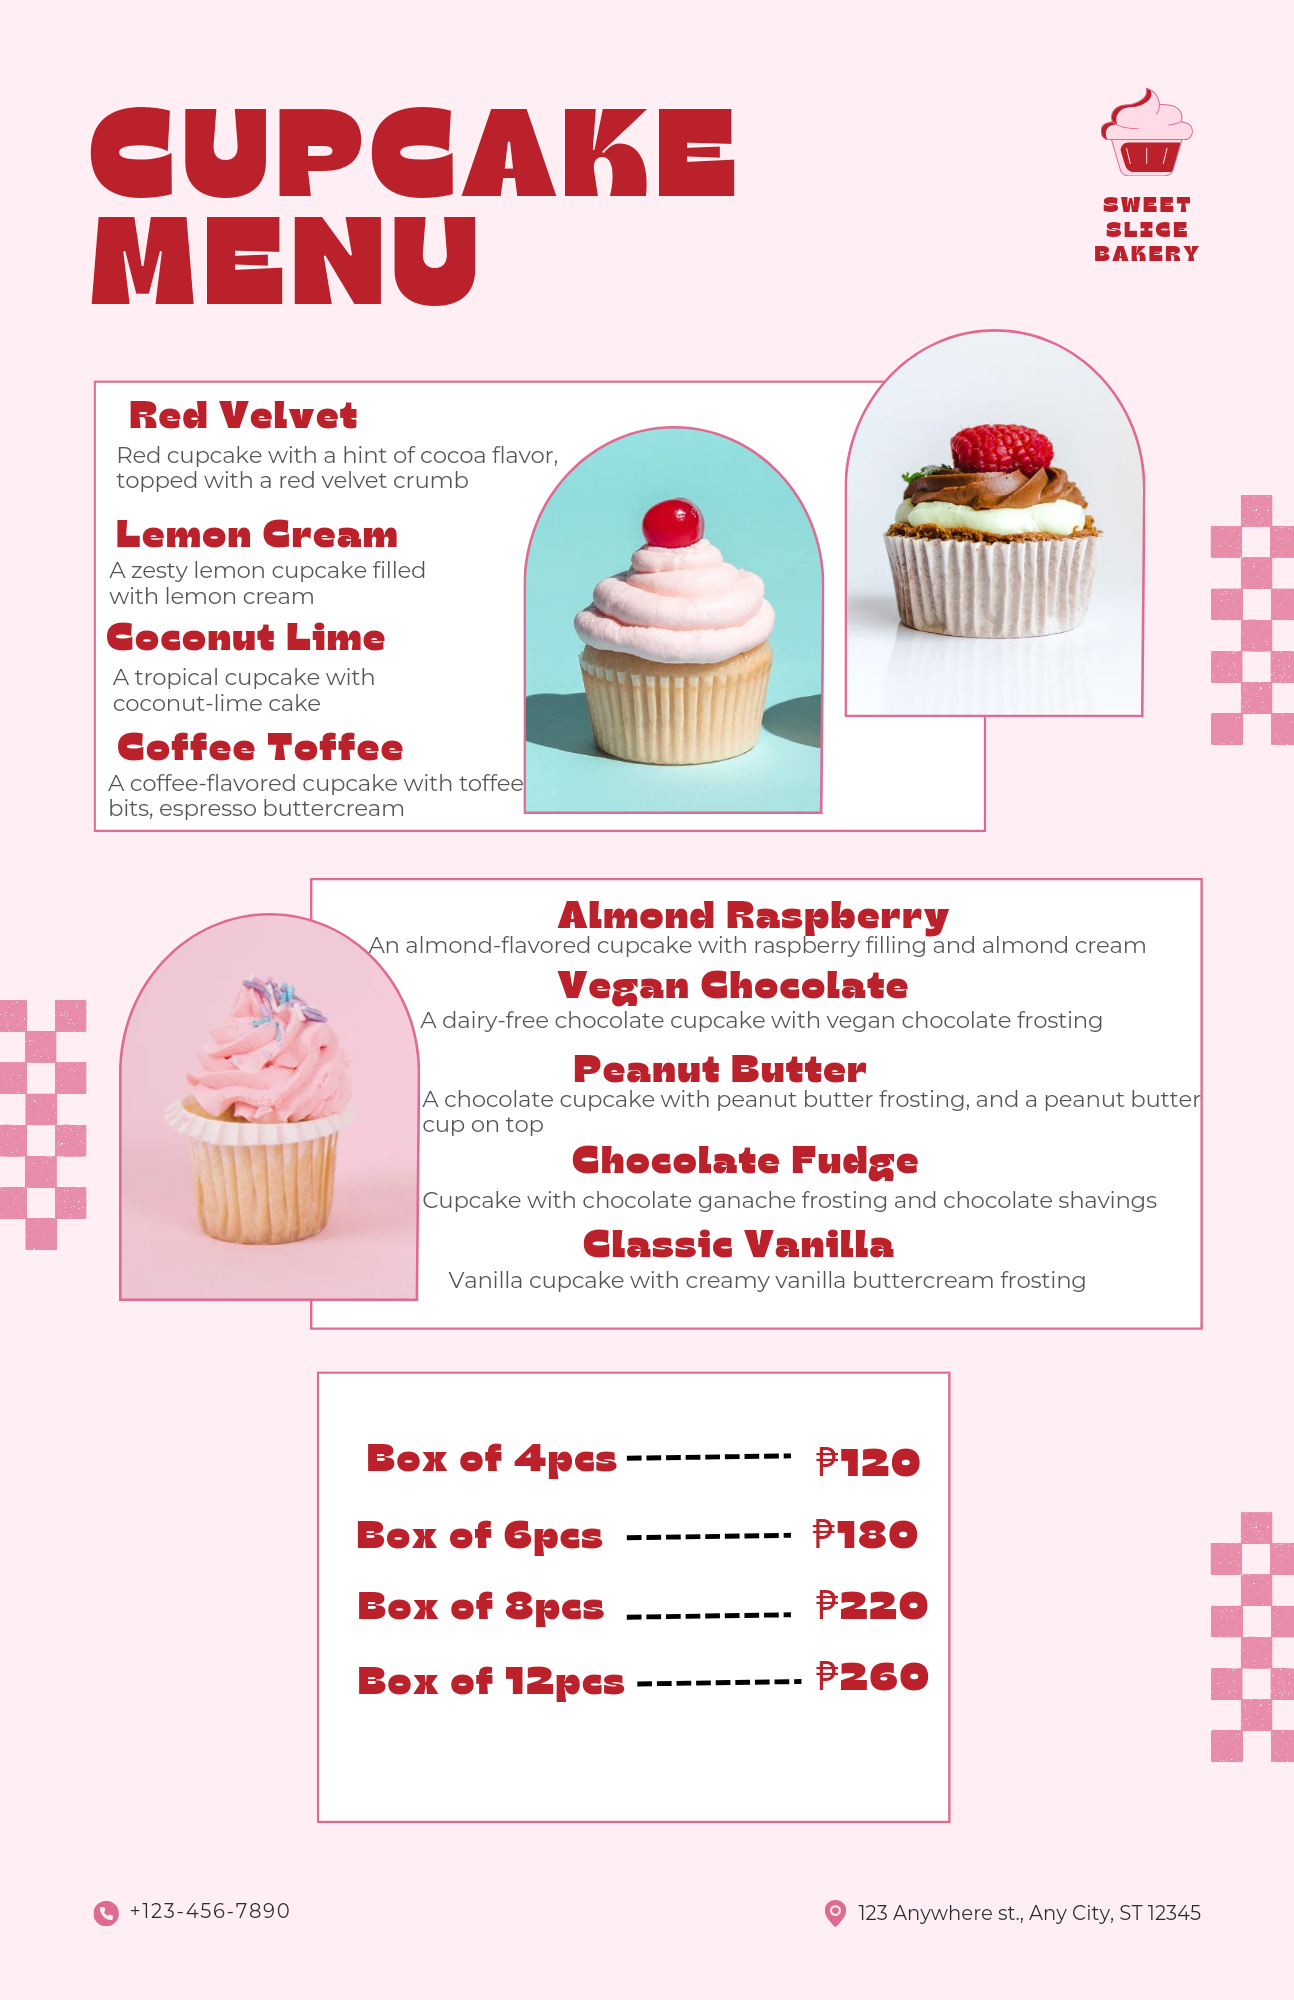 CUPCAKE
MENU
SWEET
SLICE
BAKERY
Red Velvet
Red cupcake with a hint of cocoa flavor,
topped with a red velvet crumb
Lemon Cream
A zesty lemon cupcake filled
with lemon cream
Coconut Lime
A tropical cupcake with
coconut-lime cake
Coffee Toffee
A coffee-flavored cupcake with toffee
bits, espresso buttercream
Almond Raspberry
An almond-flavored cupcake with raspberry filling and almond cream
Vegan Chocolate
A dairy-free chocolate cupcake with vegan chocolate frosting
Peanut Butter
A chocolate cupcake with peanut butter frosting, and a peanut butter
cup on top
Chocolate Fudge
Cupcake with chocolate ganache frosting and chocolate shavings
Classic Vanilla
Vanilla cupcake with creamy vanilla buttercream frosting
Box of 4pcs ₱120
Box of 6pcs ₱180
Box of 8pcs ₱220
Box of 12pcs ₱260
+123-456-7890
123 Anywhere st., Any City, ST 12345